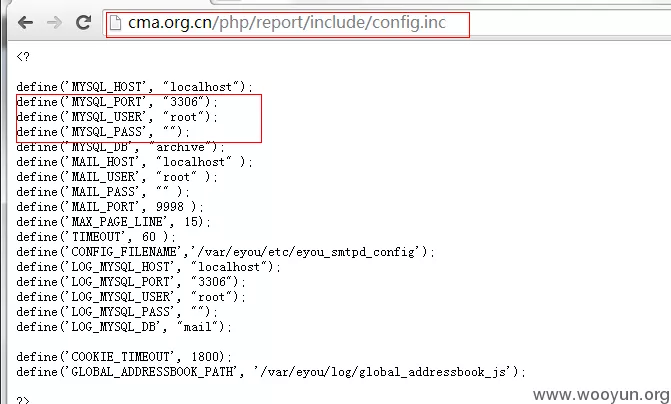 cma.org.cn/php/report/include/config.inc
<?
define('MYSQL_HOST', "localhost");
define('MYSQL_PORT', "3306");
define('MYSQL_USER', "root");
define('MYSQL_PASS', "");
define('MYSQL_DB', "archive");
define('MAIL_HOST', "localhost" );
define('MAIL_USER', "root" );
define('MAIL_PASS', "" );
define('MAIL_PORT', 9998 );
define('MAX_PAGE_LINE', 15);
define('TIMEOUT', 60 );
define('CONFIG_FILENAME','/var/eyou/etc/eyou_smtpd_config');
define('LOG_MYSQL_HOST', "localhost");
define('LOG_MYSQL_PORT', "3306");
define('LOG_MYSQL_USER', "root");
define('LOG_MYSQL_PASS', "");
define('LOG_MYSQL_DB', "mail");
define('COOKIE_TIMEOUT', 1800);
define('GLOBAL_ADDRESSBOOK_PATH', '/var/eyou/log/global_addressbook_js');
?>
www.wooyun.org